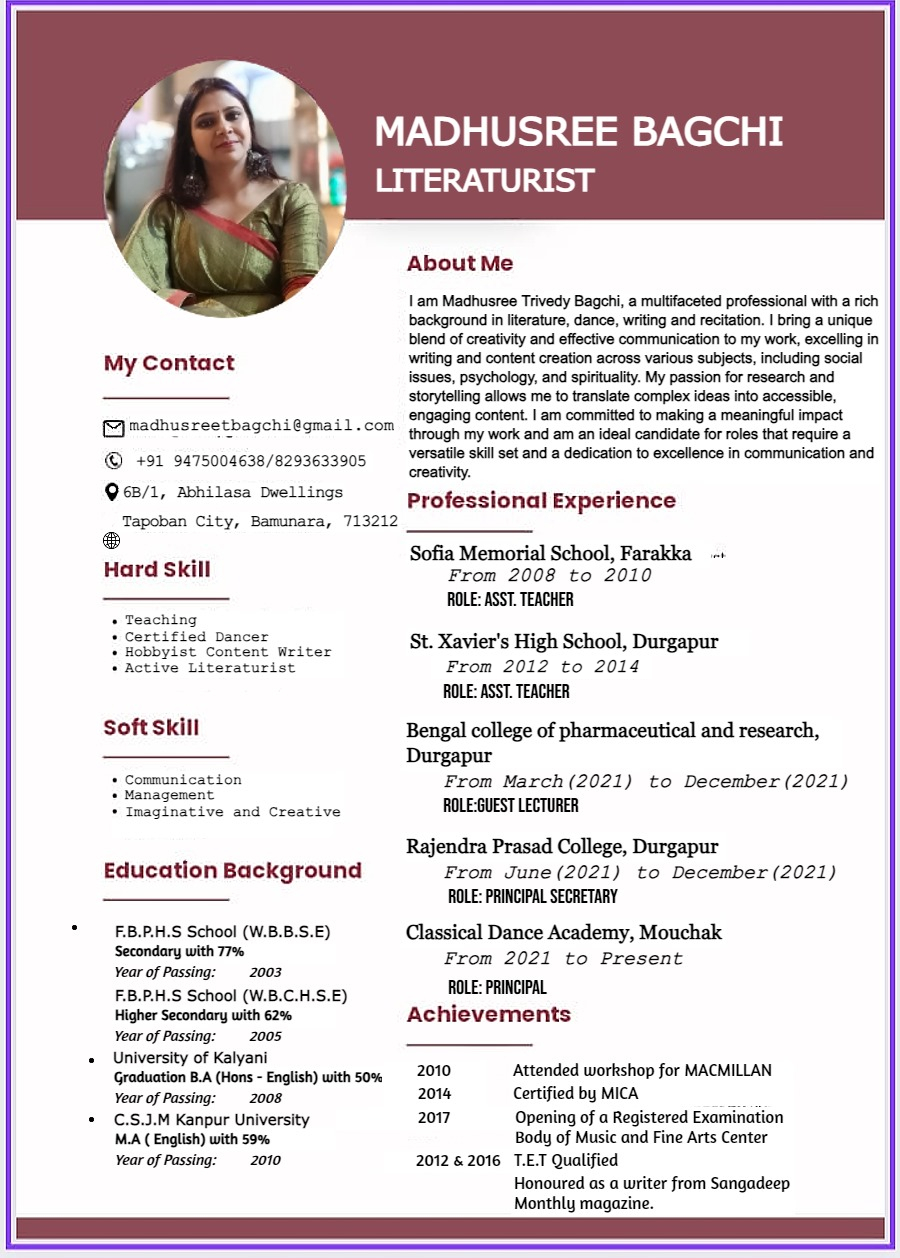 MADHUSREE BAGCHI
LITERATURIST
My Contact
madhusreetbagchi@gmail.com
+91 9475004638/8293633905
6B/1, Abhilasa Dwellings
Tapoban City, Bamunara, 713212
Hard Skill
• Teaching
• Certified Dancer
• Hobbyist Content Writer
• Active Literaturist
Soft Skill
• Communication
• Management
• Imaginative and Creative
Education Background
• F.B.P.H.S School (W.B.B.S.E)
Secondary with 77%
Year of Passing: 2003
F.B.P.H.S School (W.B.C.H.S.E)
Higher Secondary with 62%
Year of Passing: 2005
• University of Kalyani
Graduation B.A (Hons - English) with 50%
Year of Passing: 2008
• C.S.J.M Kanpur University
M.A ( English) with 59%
Year of Passing: 2010
About Me
I am Madhusree Trivedy Bagchi, a multifaceted professional with a rich
background in literature, dance, writing and recitation. I bring a unique
blend of creativity and effective communication to my work, excelling in
writing and content creation across various subjects, including social
issues, psychology, and spirituality. My passion for research and
storytelling allows me to translate complex ideas into accessible,
engaging content. I am committed to making a meaningful impact
through my work and am an ideal candidate for roles that require a
versatile skill set and a dedication to excellence in communication and
creativity.
Professional Experience
Sofia Memorial School, Farakka
From 2008 to 2010
ROLE: ASST. TEACHER
St. Xavier's High School, Durgapur
From 2012 to 2014
ROLE: ASST. TEACHER
Bengal college of pharmaceutical and research,
Durgapur
From March(2021) to December(2021)
ROLE:GUEST LECTURER
Rajendra Prasad College, Durgapur
From June(2021) to December(2021)
ROLE: PRINCIPAL SECRETARY
Classical Dance Academy, Mouchak
From 2021 to Present
ROLE: PRINCIPAL
Achievements
2010 Attended workshop for MACMILLAN
2014 Certified by MICA
2017 Opening of a Registered Examination
Body of Music and Fine Arts Center
2012 & 2016 T.E.T Qualified
Honoured as a writer from Sangadeep
Monthly magazine.